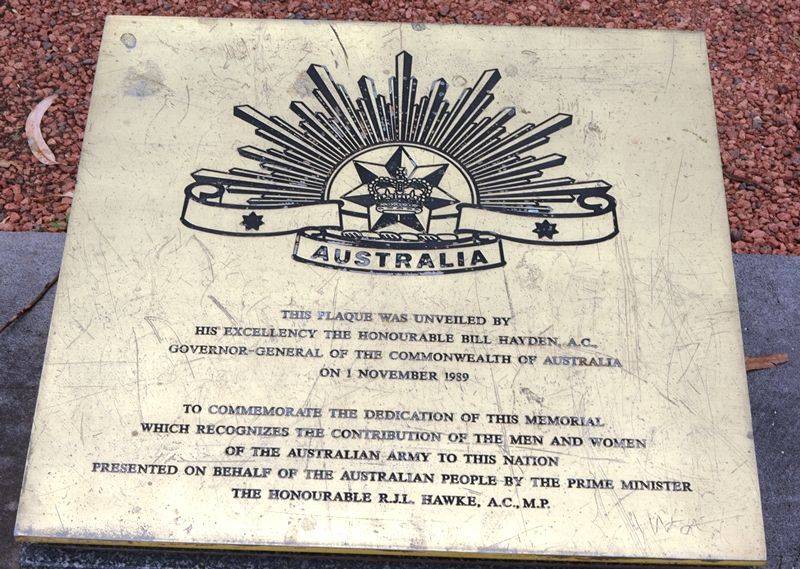 AUSTRALIA
THIS PLAQUE WAS UNVEILED BY
HIS EXCELLENCY THE HONOURABLE BILL HAYDEN, A.C.,
GOVERNOR-GENERAL OF THE COMMONWEALTH OF AUSTRALIA
ON 1 NOVEMBER 1989
TO COMMEMORATE THE DEDICATION OF THIS MEMORIAL
WHICH RECOGNIZES THE CONTRIBUTION OF THE MEN AND WOMEN
OF THE AUSTRALIAN ARMY TO THIS NATION
PRESENTED ON BEHALF OF THE AUSTRALIAN PEOPLE BY THE PRIME MINISTER
THE HONOURABLE R.J.L. HAWKE, A.C., M.P.